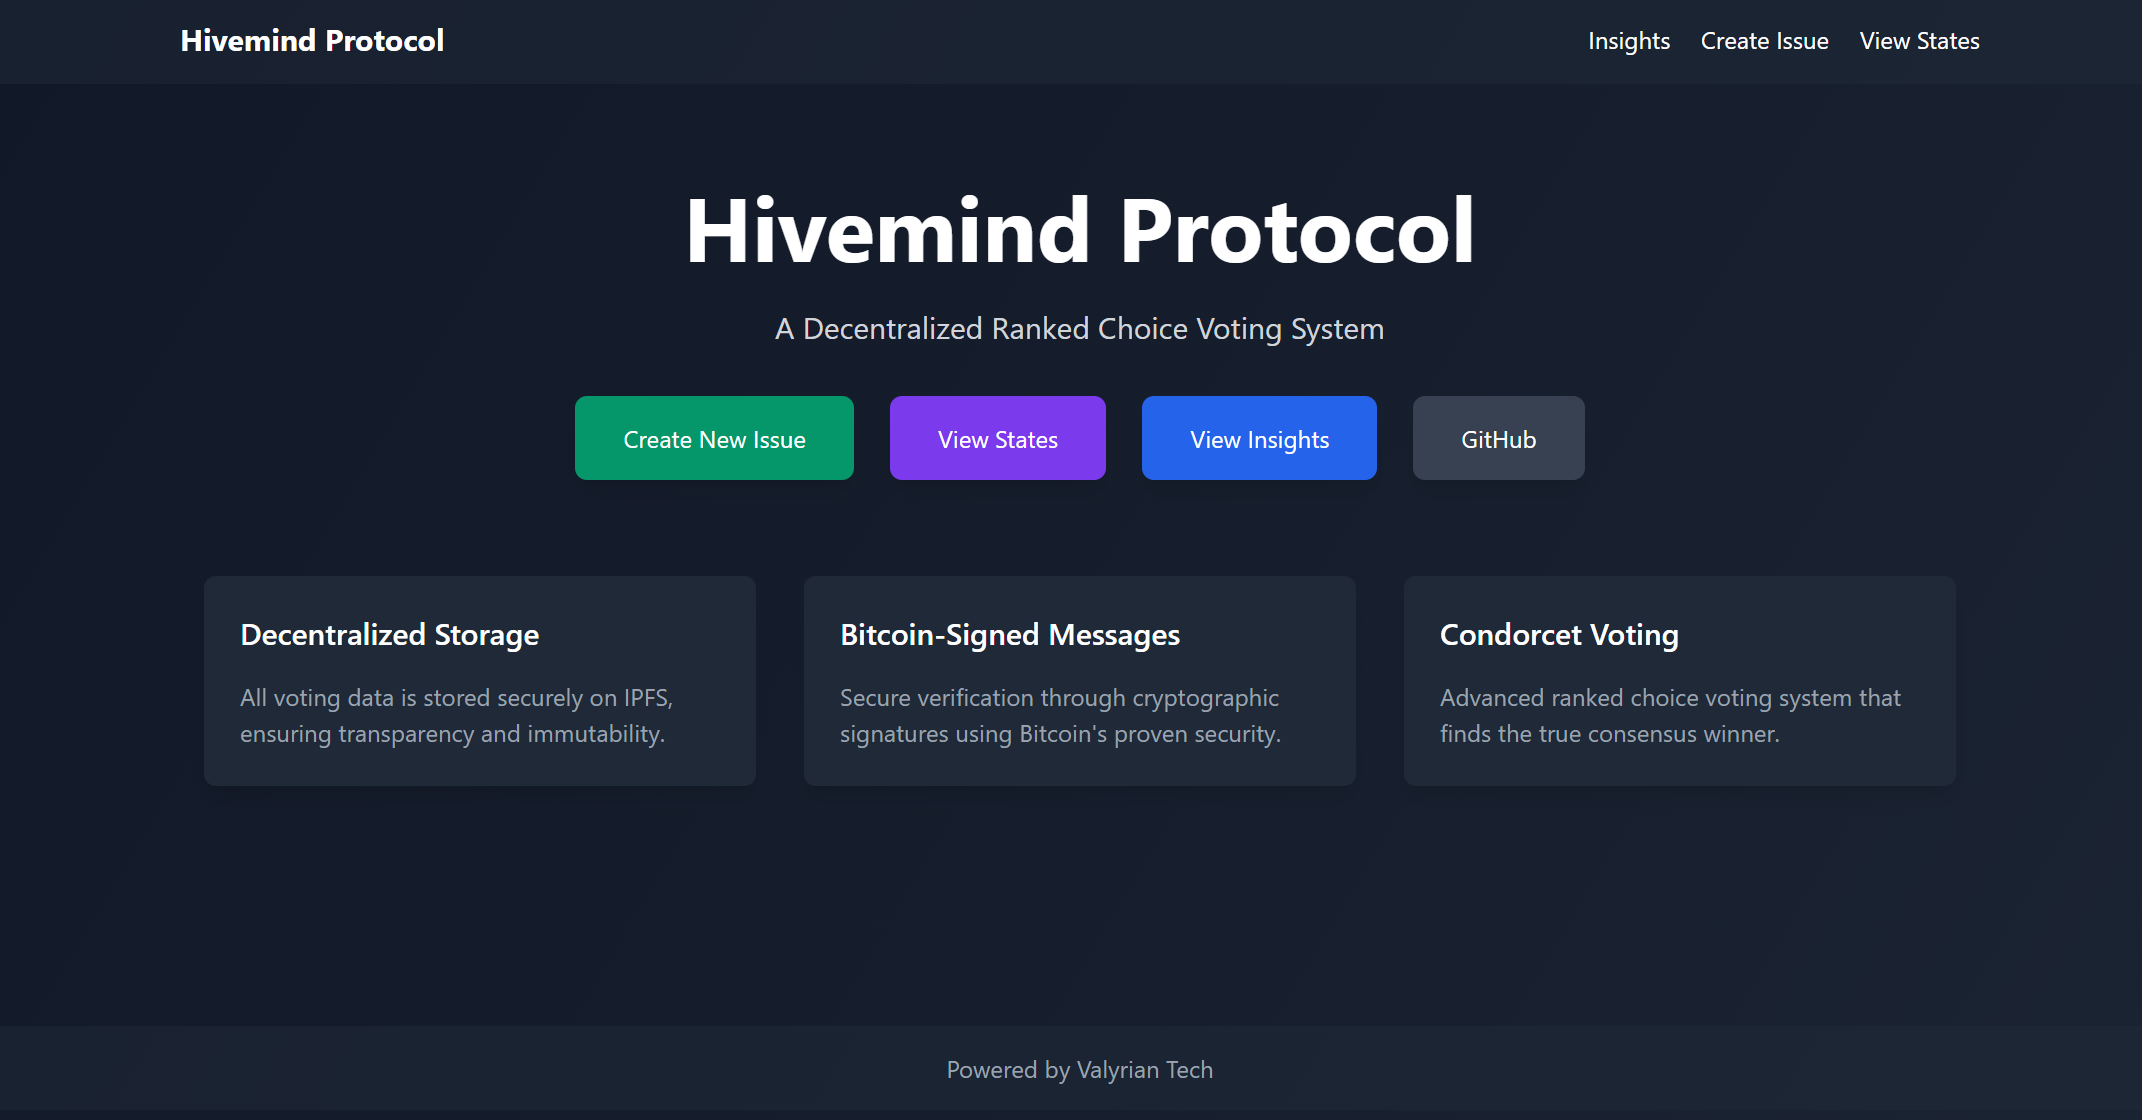 Hivemind Protocol
Insights
Create Issue
View States
Hivemind Protocol
A Decentralized Ranked Choice Voting System
Create New Issue
View States
View Insights
GitHub
Decentralized Storage
All voting data is stored securely on IPFS,
ensuring transparency and immutability.
Bitcoin-Signed Messages
Secure verification through cryptographic
signatures using Bitcoin's proven security.
Condorcet Voting
Advanced ranked choice voting system that
finds the true consensus winner.
Powered by Valyrian Tech